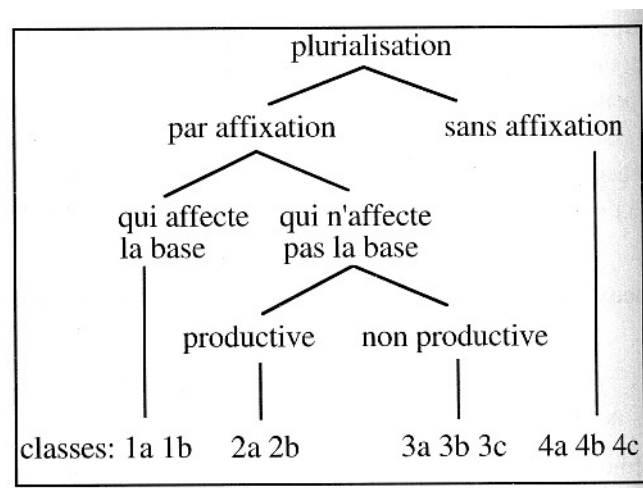 plurialisation
par affixation sans affixation
qui affecte qui n'affecte
la base pas la base
productive non productive
classes: 1a 1b 2a 2b 3a 3b 3c 4a 4b 4c